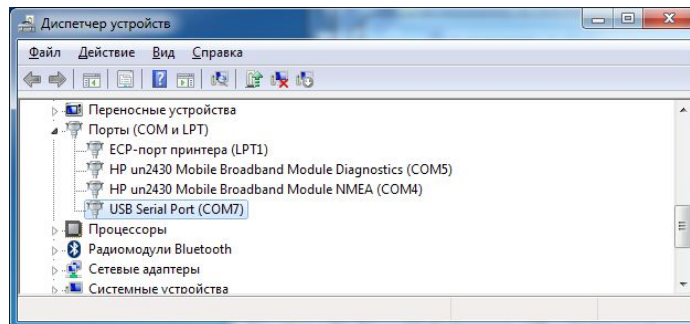 Диспетчер устройств
Файл Действие Вид Справка
Переносные устройства
Порты (COM и LPT)
ECP-порт принтера (LPT1)
HP un2430 Mobile Broadband Module Diagnostics (COM5)
HP un2430 Mobile Broadband Module NMEA (COM4)
USB Serial Port (COM7)
Процессоры
Радиомодули Bluetooth
Сетевые адаптеры
Системные устройства